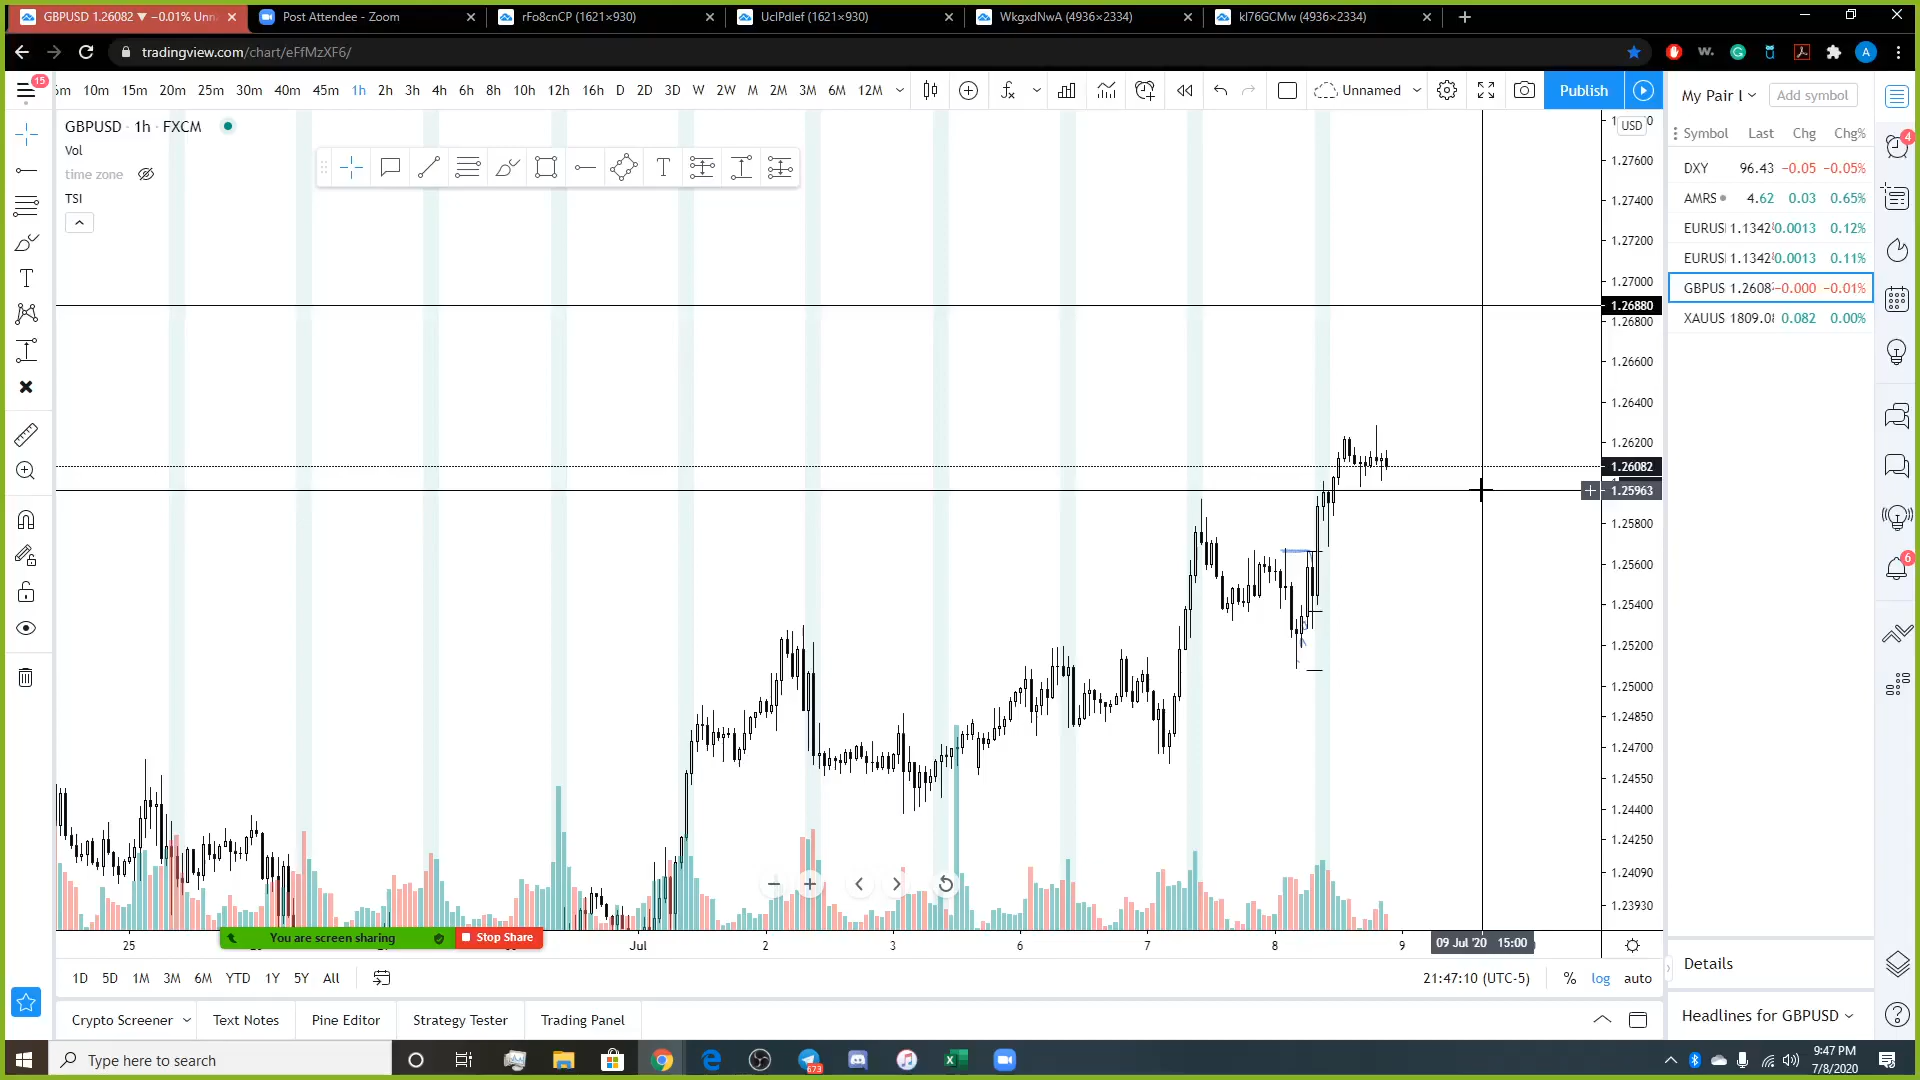 GBPUSD 1.26082 ▼ −0.01% Unn
Post Attendee - Zoom
rFo8cnCP (1621×930)
UclPdlef (1621×930)
WkgxdNwA (4936×2334)
kl76GCMw (4936×2334)
tradingview.com/chart/eFfMzXF6/
15
5m 10m 15m 20m 25m 30m 40m 45m 1h 2h 3h 4h 6h 8h 10h 12h 16h D 2D 3D W 2W M 2M 3M 6M 12M
Unnamed
Publish
My Pair l
Add symbol
GBPUSD · 1h · FXCM
Vol
time zone
TSI
USD
1.27600
1.27400
1.27200
1.27000
1.26880
1.26800
1.26600
1.26400
1.26200
1.26082
1.25963
1.25800
1.25600
1.25400
1.25200
1.25000
1.24850
1.24700
1.24550
1.24400
1.24250
1.24090
1.23930
Symbol Last Chg Chg%
DXY 96.43 −0.05 −0.05%
AMRS 4.62 0.03 0.65%
EURUS 1.1342 0.0013 0.12%
EURUS 1.1342 0.0013 0.11%
GBPUS 1.2608 −0.000 −0.01%
XAUUS 1809.0 0.082 0.00%
4
6
25
Jul 2 3 6 7 8 9
09 Jul '20 15:00
You are screen sharing
Stop Share
1D 5D 1M 3M 6M YTD 1Y 5Y All
21:47:10 (UTC-5)
% log auto
Details
Crypto Screener
Text Notes
Pine Editor
Strategy Tester
Trading Panel
Headlines for GBPUSD
Type here to search
673
9:47 PM
7/8/2020